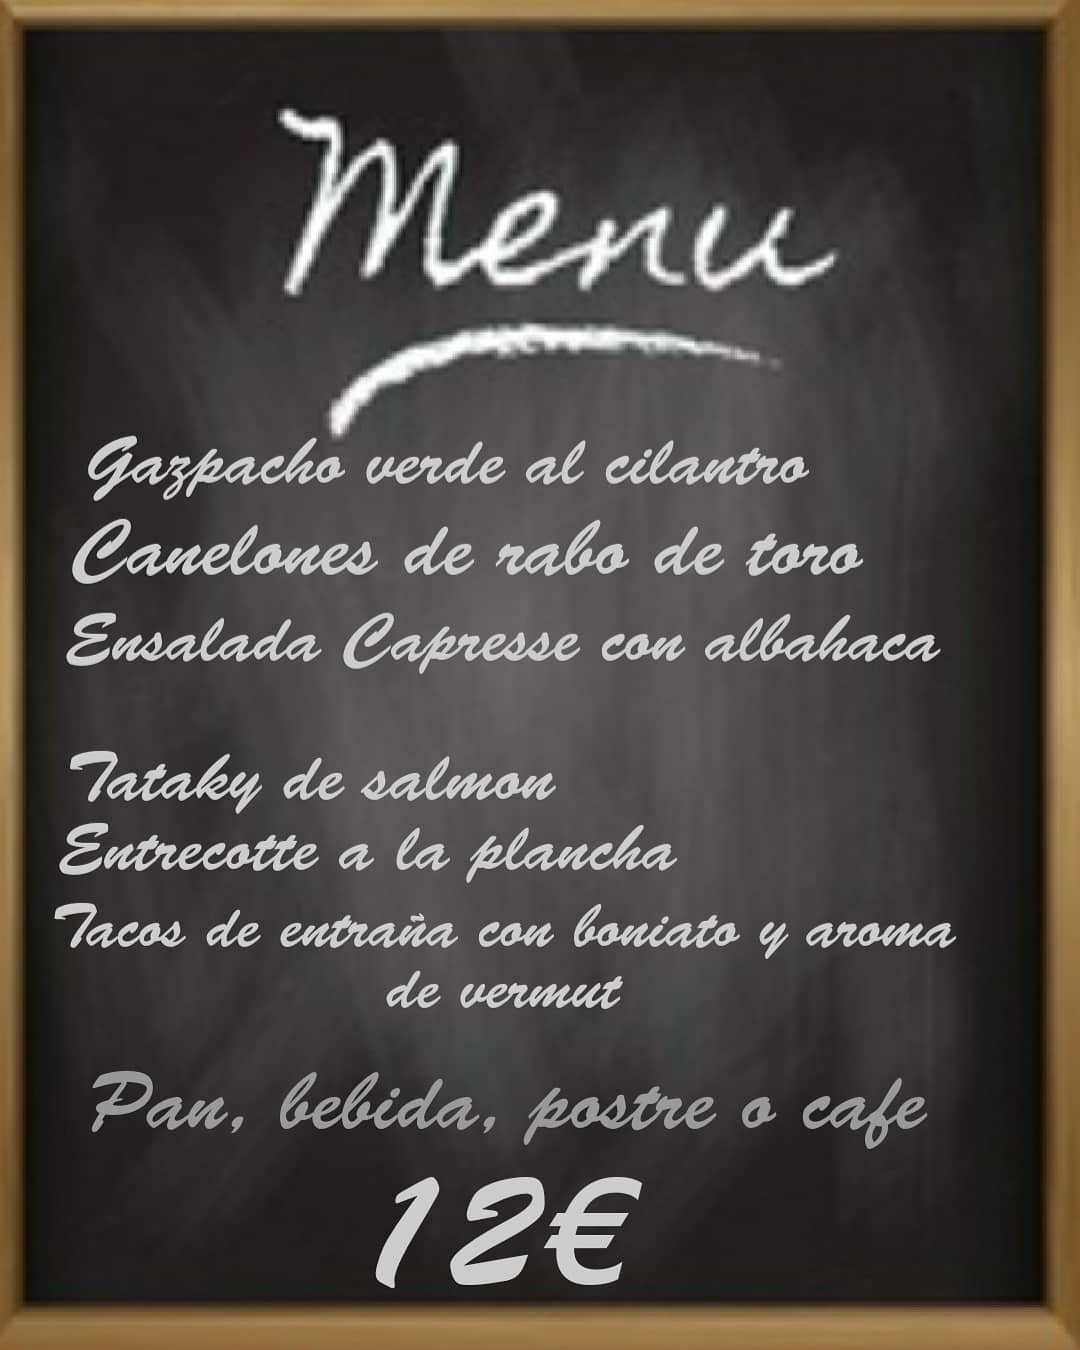 Menu
Gazpacho verde al cilantro
Canelones de rabo de toro
Ensalada Capresse con albahaca
Tataky de salmon
Entrecotte a la plancha
Tacos de entraña con boniato y aroma
de vermut
Pan, bebida, postre o cafe
12€